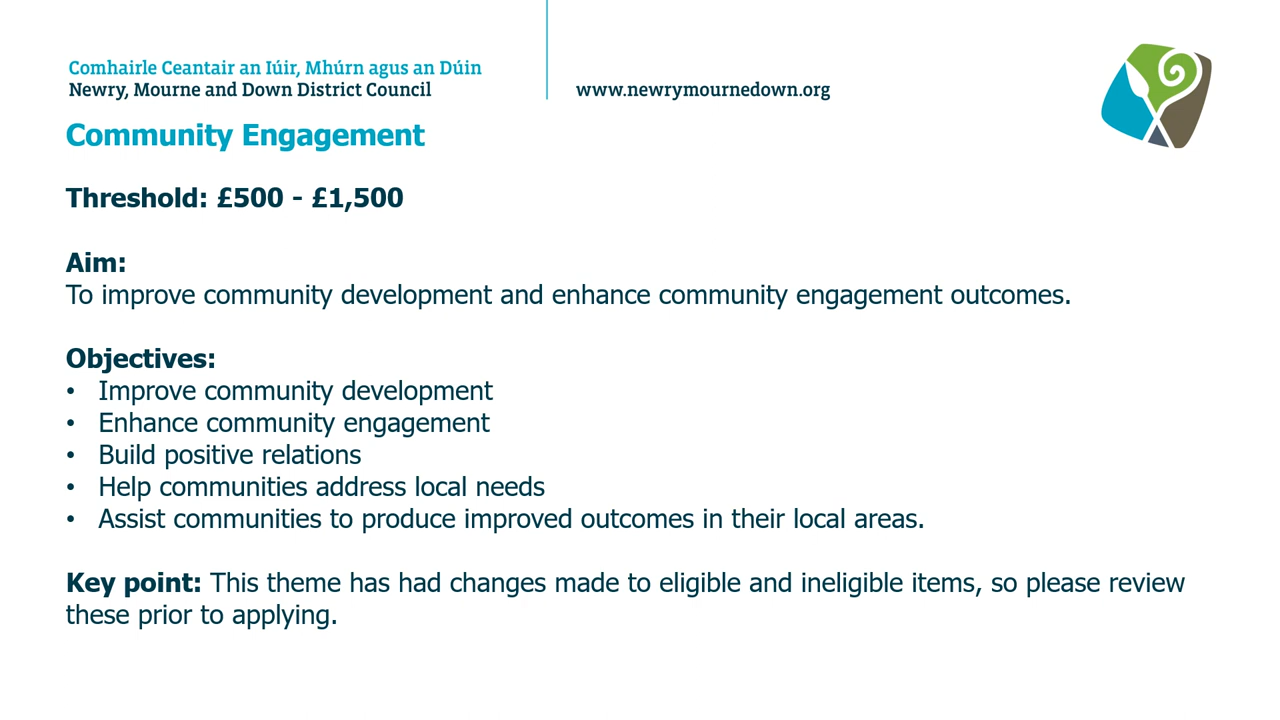 Comhairle Ceantair an Iúir, Mhúrn agus an Dúin
Newry, Mourne and Down District Council
www.newrymournedown.org
Community Engagement
Threshold: £500 - £1,500
Aim:
To improve community development and enhance community engagement outcomes.
Objectives:
• Improve community development
• Enhance community engagement
• Build positive relations
• Help communities address local needs
• Assist communities to produce improved outcomes in their local areas.
Key point: This theme has had changes made to eligible and ineligible items, so please review
these prior to applying.